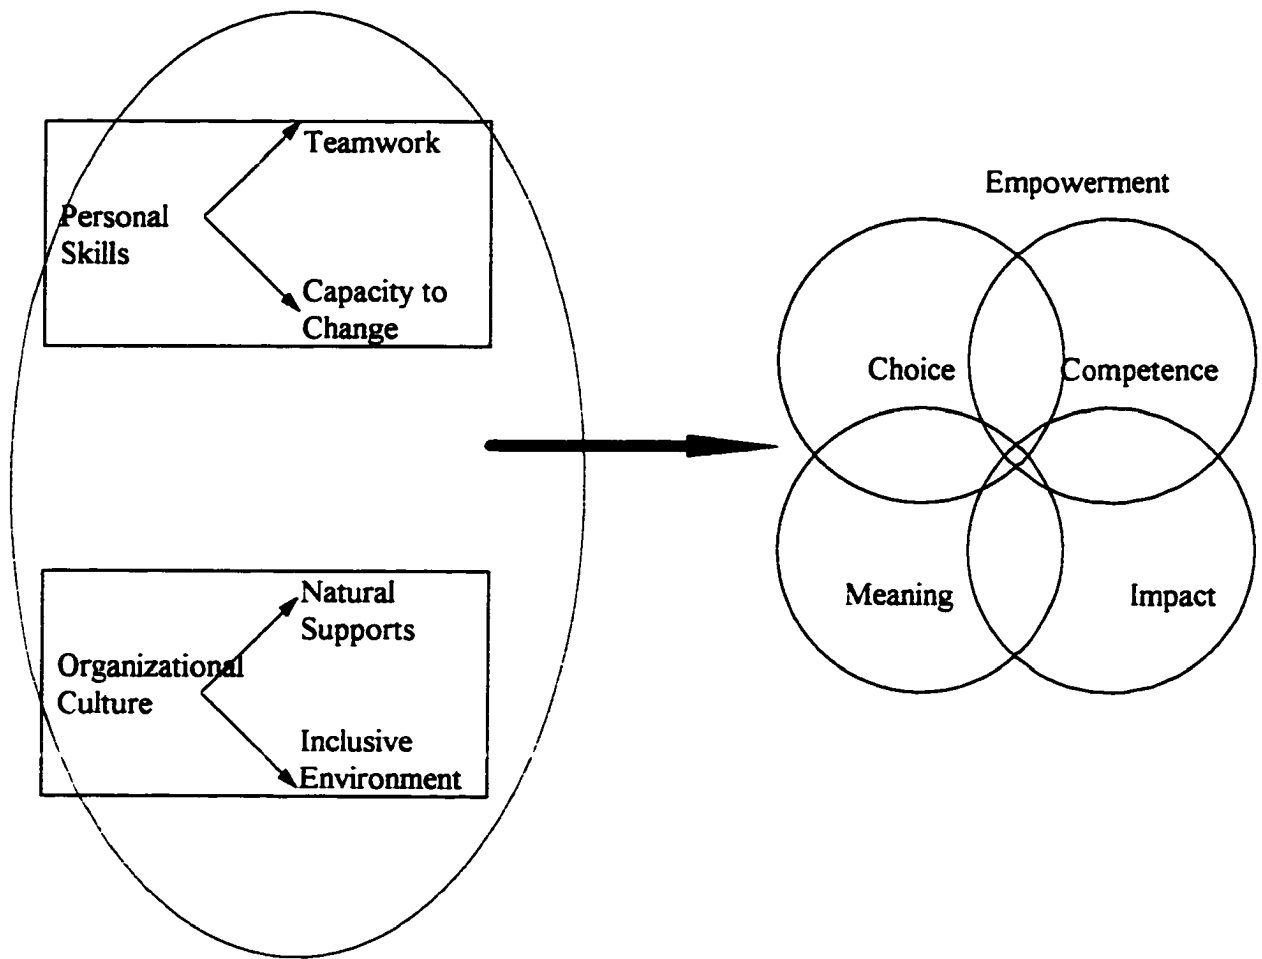 Teamwork
Personal
Skills
Capacity to
Change
Natural
Supports
Organizational
Culture
Inclusive
Environment
Empowerment
Choice
Competence
Meaning
Impact